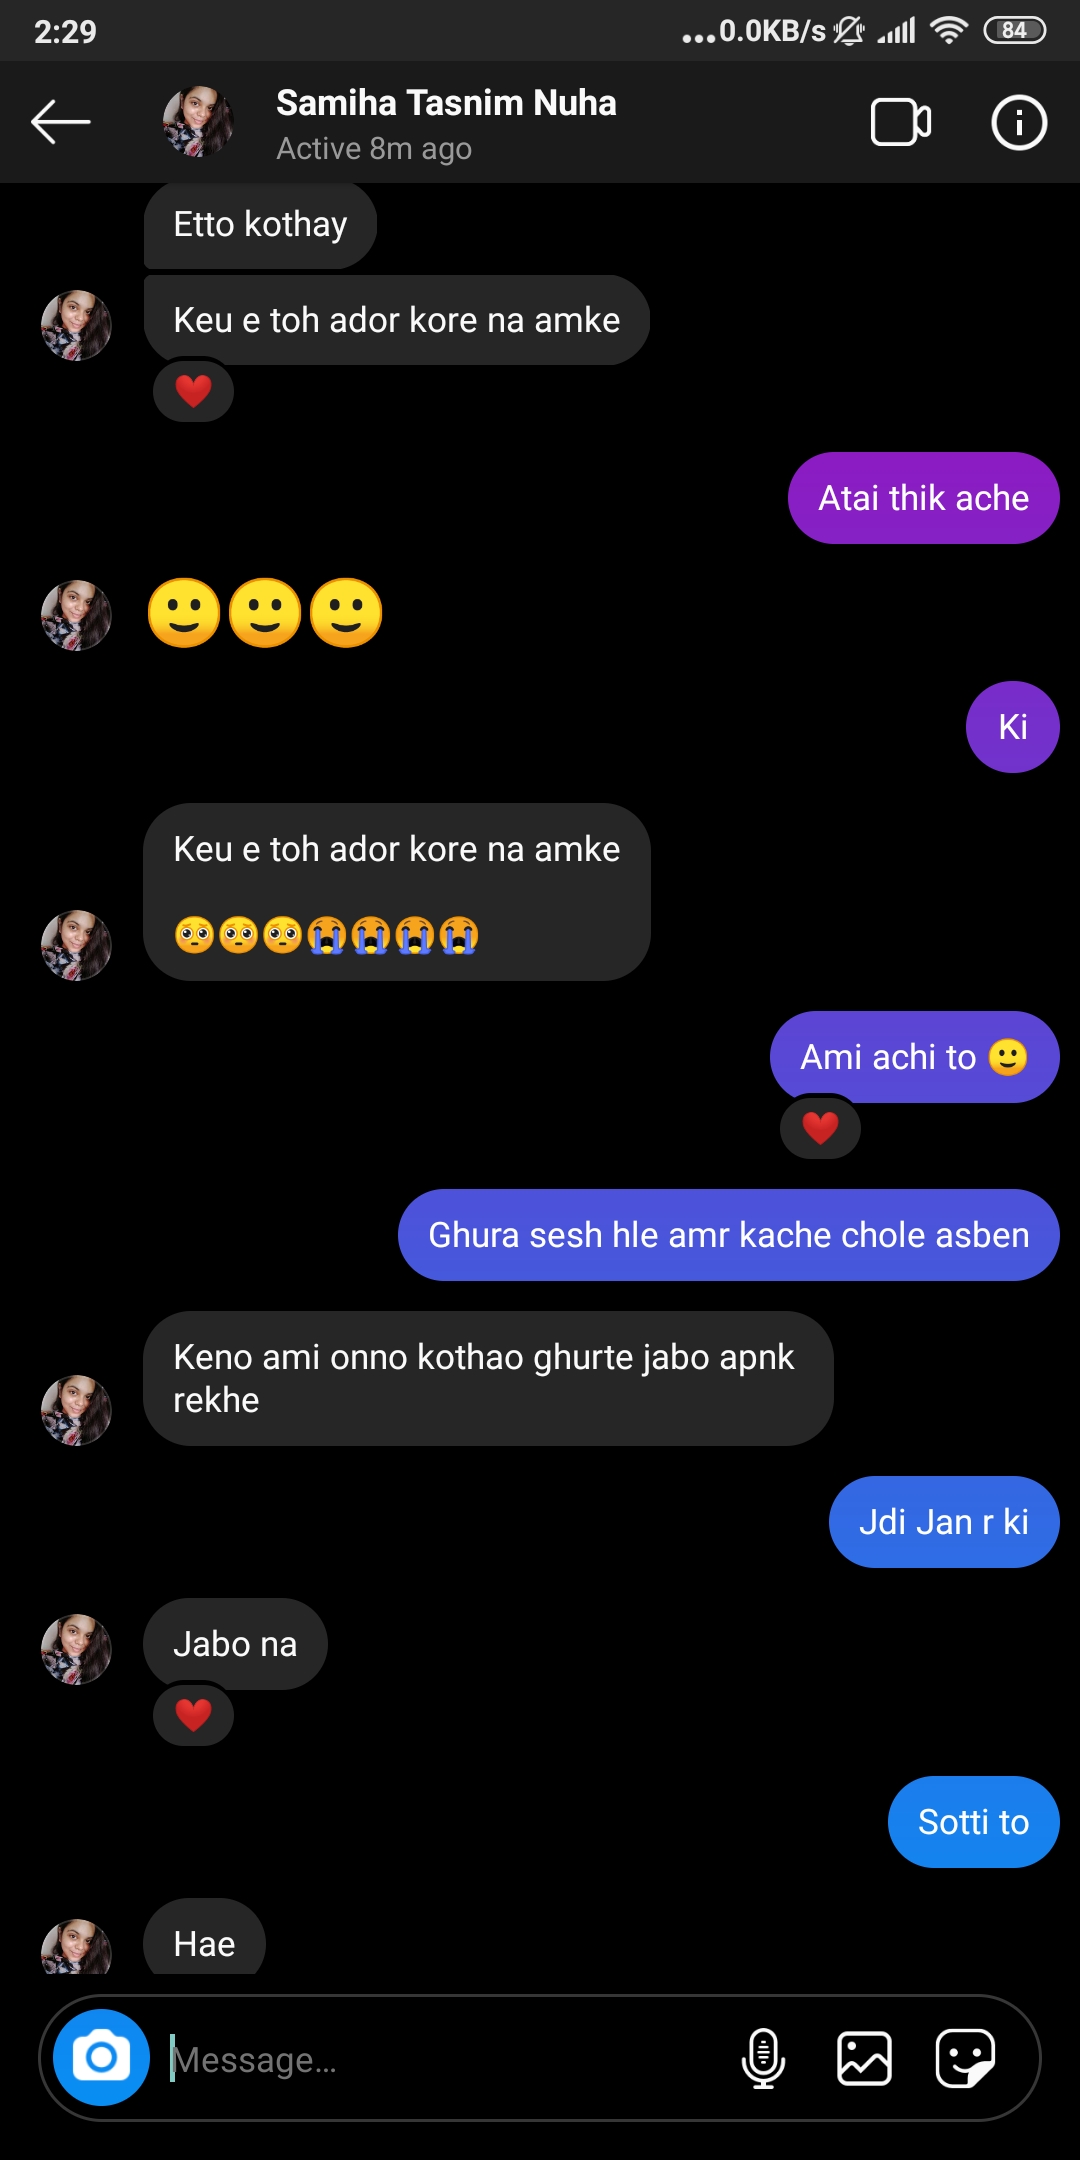 2:29
...0.0KB/s
84
Samiha Tasnim Nuha
Active 8m ago
Etto kothay
Keu e toh ador kore na amke
❤️
Atai thik ache
🙂🙂🙂
Ki
Keu e toh ador kore na amke
🥺🥺🥺😭😭😭😭
Ami achi to 🙂
❤️
Ghura sesh hle amr kache chole asben
Keno ami onno kothao ghurte jabo apnk
rekhe
Jdi Jan r ki
Jabo na
❤️
Sotti to
Hae
Message...